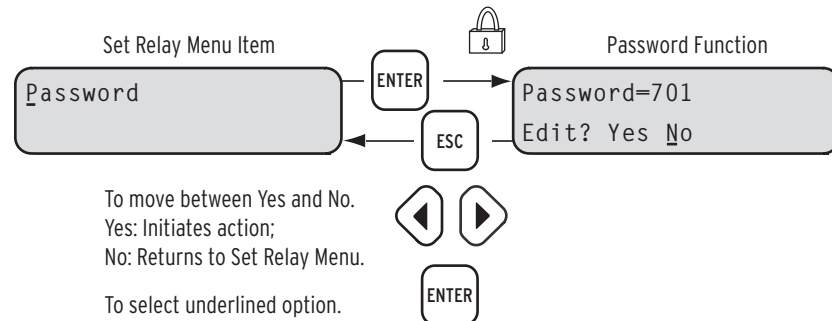 Set Relay Menu Item
Password Function
Password
ENTER
Password=701
Edit? Yes No
ESC
To move between Yes and No.
Yes: Initiates action;
No: Returns to Set Relay Menu.
To select underlined option.
ENTER